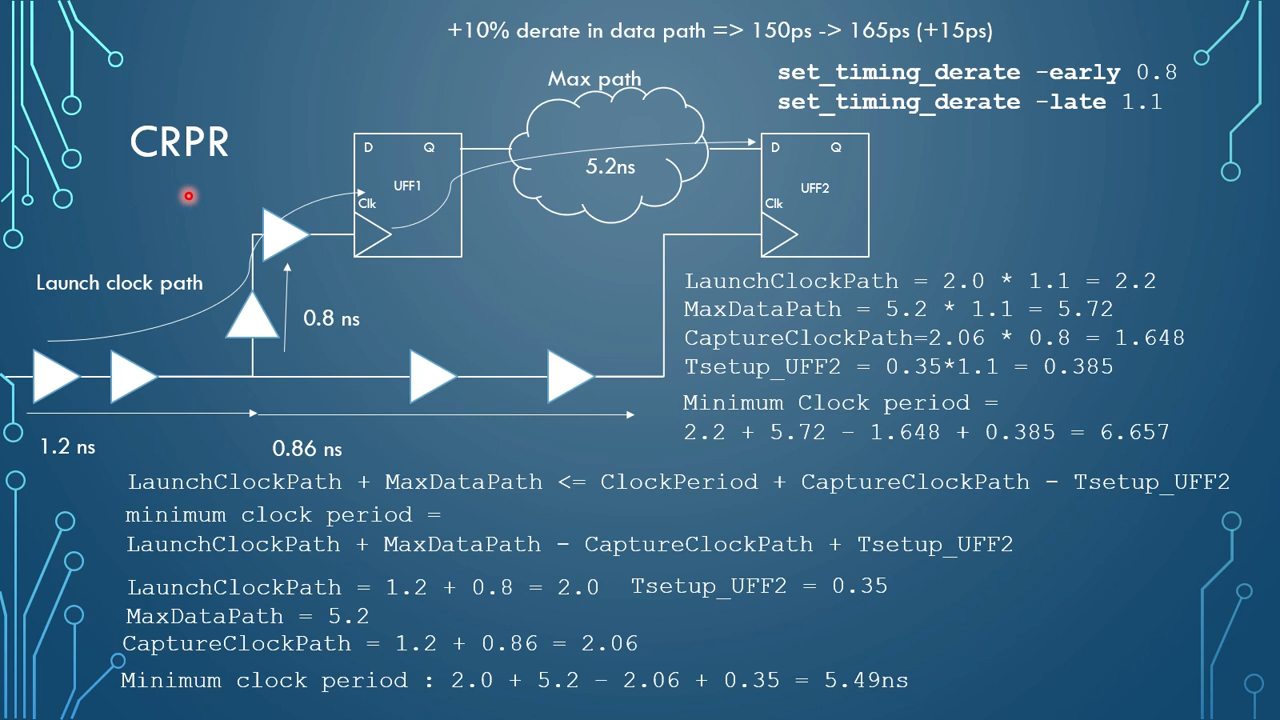 +10% derate in data path => 150ps -> 165ps (+15ps)
set_timing_derate -early 0.8
set_timing_derate -late 1.1
Max path
CRPR
D Q
UFF1
Clk
5.2ns
D Q
UFF2
Clk
Launch clock path
0.8 ns
1.2 ns
0.86 ns
LaunchClockPath = 2.0 * 1.1 = 2.2
MaxDataPath = 5.2 * 1.1 = 5.72
CaptureClockPath=2.06 * 0.8 = 1.648
Tsetup_UFF2 = 0.35*1.1 = 0.385
Minimum Clock period =
2.2 + 5.72 – 1.648 + 0.385 = 6.657
LaunchClockPath + MaxDataPath <= ClockPeriod + CaptureClockPath – Tsetup_UFF2
minimum clock period =
LaunchClockPath + MaxDataPath – CaptureClockPath + Tsetup_UFF2
LaunchClockPath = 1.2 + 0.8 = 2.0 Tsetup_UFF2 = 0.35
MaxDataPath = 5.2
CaptureClockPath = 1.2 + 0.86 = 2.06
Minimum clock period : 2.0 + 5.2 – 2.06 + 0.35 = 5.49ns